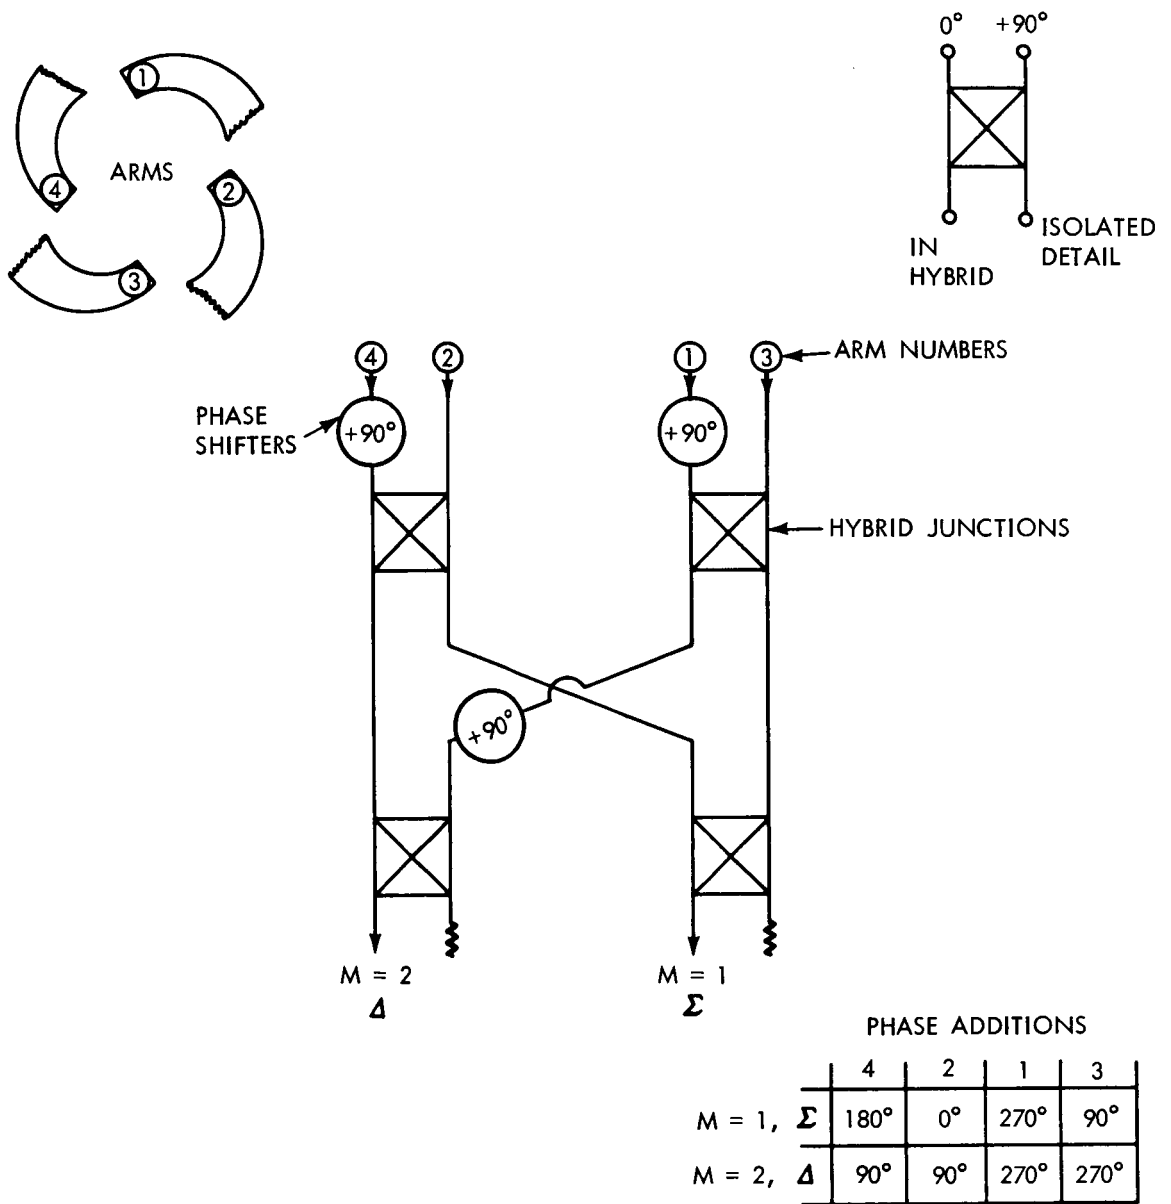 0° +90°
1
ARMS
2
4
3
IN
HYBRID
ISOLATED
DETAIL
4 2 1 3 ARM NUMBERS
PHASE
SHIFTERS
+90° +90°
HYBRID JUNCTIONS
+90°
M = 2
Δ
M = 1
Σ
PHASE ADDITIONS
4 2 1 3
M = 1, Σ 180° 0° 270° 90°
M = 2, Δ 90° 90° 270° 270°